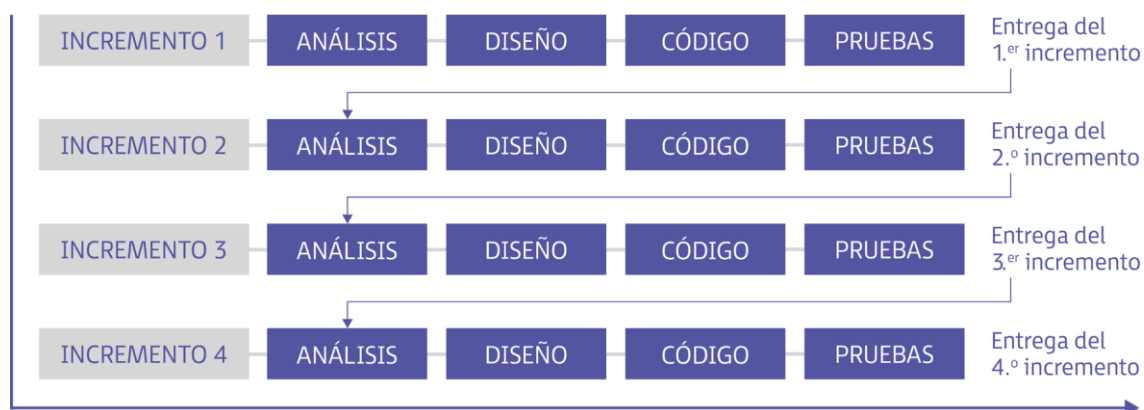 INCREMENTO 1 ANÁLISIS DISEÑO CÓDIGO PRUEBAS Entrega del
1.er incremento
INCREMENTO 2 ANÁLISIS DISEÑO CÓDIGO PRUEBAS Entrega del
2.º incremento
INCREMENTO 3 ANÁLISIS DISEÑO CÓDIGO PRUEBAS Entrega del
3.er incremento
INCREMENTO 4 ANÁLISIS DISEÑO CÓDIGO PRUEBAS Entrega del
4.º incremento